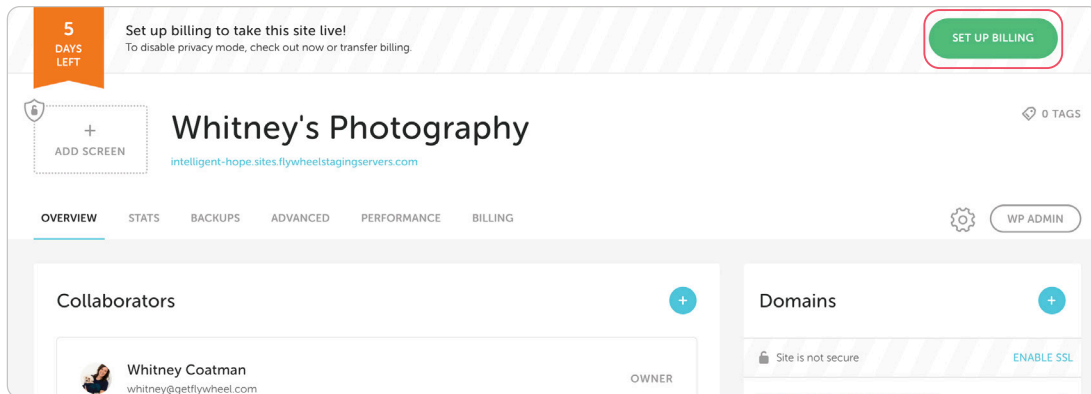 5
DAYS
LEFT
Set up billing to take this site live!
To disable privacy mode, check out now or transfer billing.
SET UP BILLING
+
ADD SCREEN
Whitney's Photography
intelligent-hope.sites.flywheelstagingservers.com
0 TAGS
OVERVIEW STATS BACKUPS ADVANCED PERFORMANCE BILLING
WP ADMIN
Collaborators
+
Whitney Coatman
whitney@getflywheel.com
OWNER
Domains
+
Site is not secure
ENABLE SSL